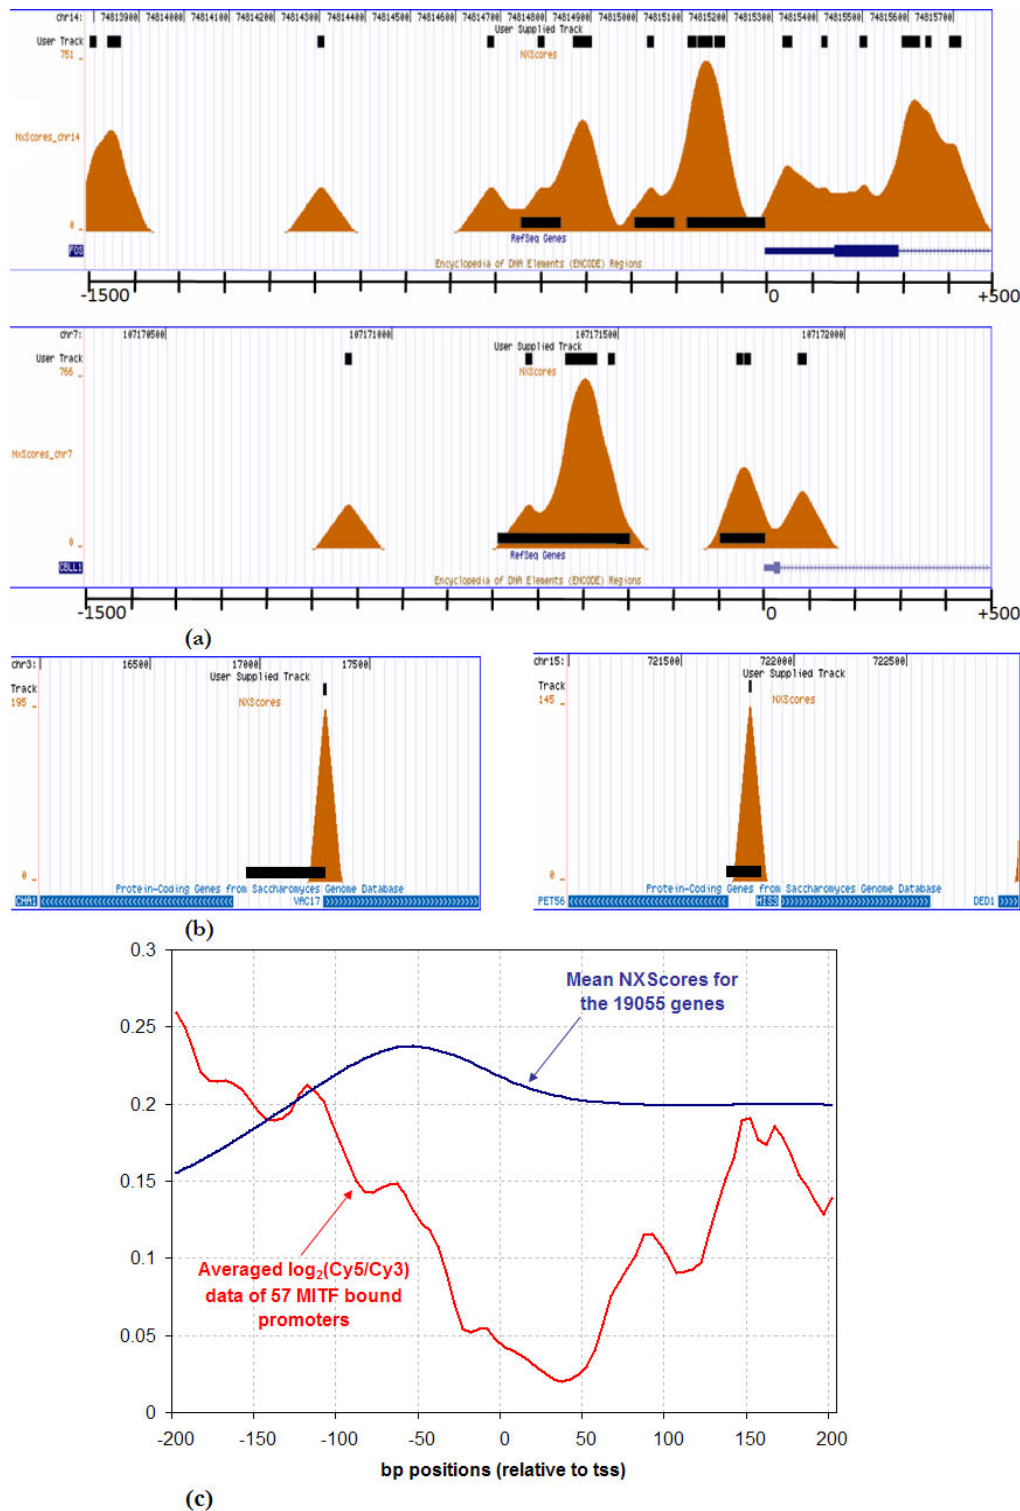 chr14: 74813900| 74814000| 74814100| 74814200| 74814300| 74814400| 74814500| 74814600| 74814700| 74814800| 74814900| 74815000| 74815100| 74815200| 74815300| 74815400| 74815500| 74815600| 74815700|
User Supplied Track
User Track
751
NXScores
NxScores_chr14
0
RefSeq Genes
FOS
Encyclopedia of DNA Elements (ENCODE) Regions
-1500 0 +500
chr7: 107170500| 107171000| 107171500| 107172000|
User Supplied Track
User Track
766
NXScores
NxScores_chr7
0
RefSeq Genes
CBLL1
Encyclopedia of DNA Elements (ENCODE) Regions
-1500 0 +500
(a)
chr3: | 16500| 17000| 17500|
User Supplied Track
Track
195
NXScores
0
Protein-Coding Genes from Saccharomyces Genome Database
CHA1 VAC17
chr15: | 721500| 722000| 722500|
User Supplied Track
Track
145
NXScores
0
Protein-Coding Genes from Saccharomyces Genome Database
PET56 HIS3 DED1
(b)
0.3
0.25
0.2
0.15
0.1
0.05
0
Mean NXScores for
the 19055 genes
Averaged log2(Cy5/Cy3)
data of 57 MITF bound
promoters
-200 -150 -100 -50 0 50 100 150 200
bp positions (relative to tss)
(c)